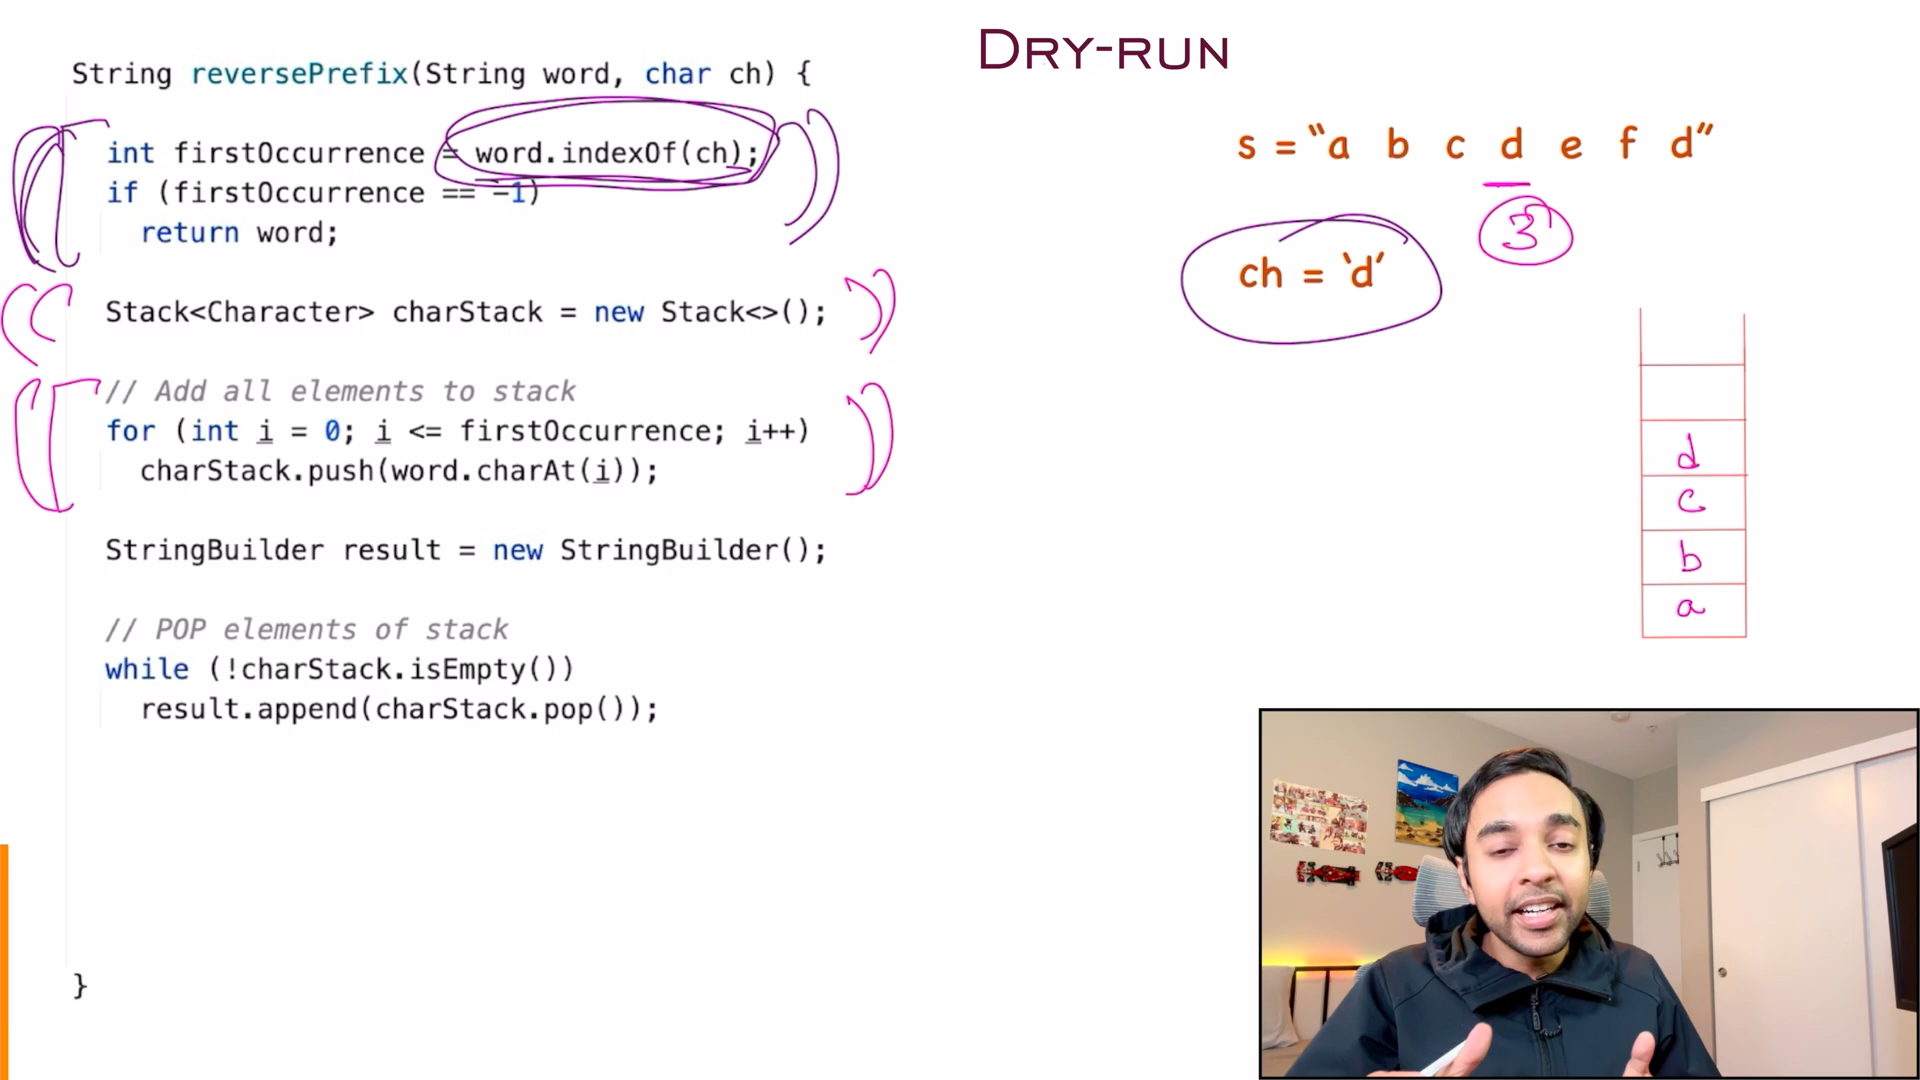 DRY-RUN
String reversePrefix(String word, char ch) {
int firstOccurrence = word.indexOf(ch);
if (firstOccurrence == -1)
return word;
Stack<Character> charStack = new Stack<>();
// Add all elements to stack
for (int i = 0; i <= firstOccurrence; i++)
charStack.push(word.charAt(i));
StringBuilder result = new StringBuilder();
// POP elements of stack
while (!charStack.isEmpty())
result.append(charStack.pop());
}
s = “a b c d e f d”
3
ch = ‘d’
d
c
b
a